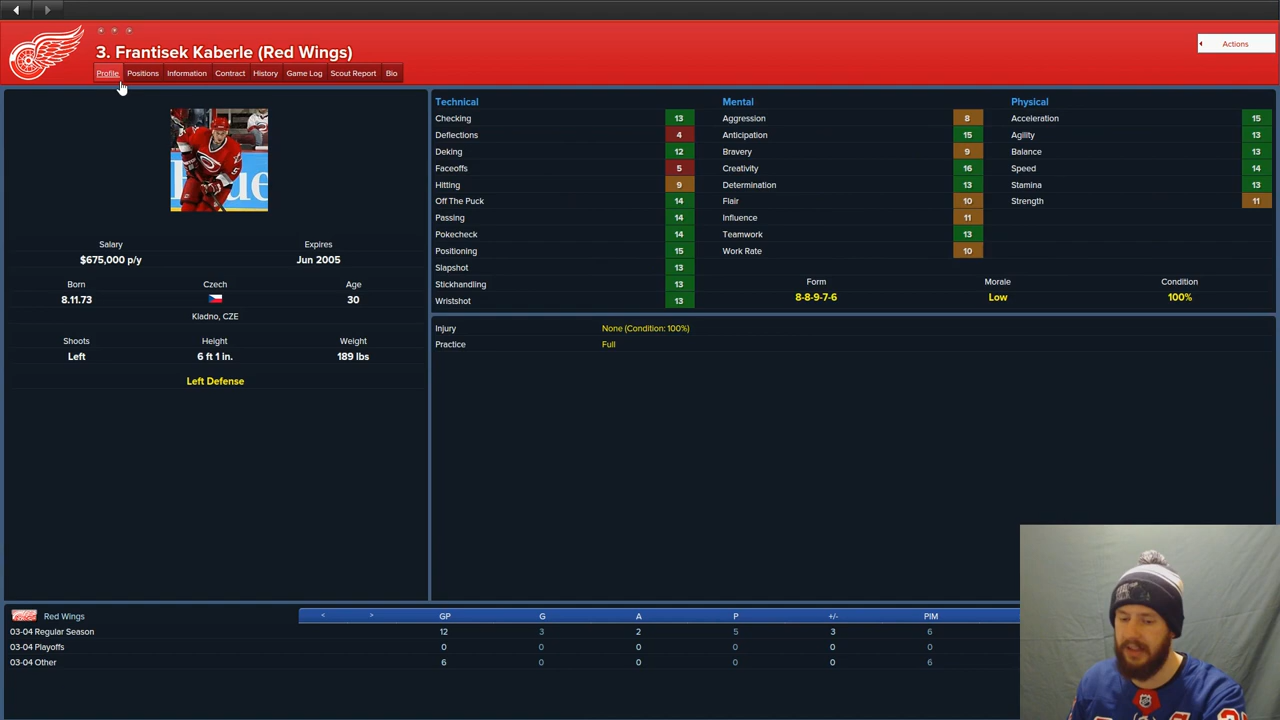 3. Frantisek Kaberle (Red Wings)
Actions
Profile Positions Information Contract History Game Log Scout Report Bio
Salary Expires
$675,000 p/y Jun 2005
Born Czech Age
8.11.73 30
Kladno, CZE
Shoots Height Weight
Left 6 ft 1 in. 189 lbs
Left Defense
Technical
Checking 13
Deflections 4
Deking 12
Faceoffs 5
Hitting 9
Off The Puck 14
Passing 14
Pokecheck 14
Positioning 15
Slapshot 13
Stickhandling 13
Wristshot 13
Mental
Aggression 8
Anticipation 15
Bravery 9
Creativity 16
Determination 13
Flair 10
Influence 11
Teamwork 13
Work Rate 10
Physical
Acceleration 15
Agility 13
Balance 13
Speed 14
Stamina 13
Strength 11
Form Morale Condition
8-8-9-7-6 Low 100%
Injury None (Condition: 100%)
Practice Full
Red Wings < > GP G A P +/- PIM
03-04 Regular Season 12 3 2 5 3 6
03-04 Playoffs 0 0 0 0 0 0
03-04 Other 6 0 0 0 0 6